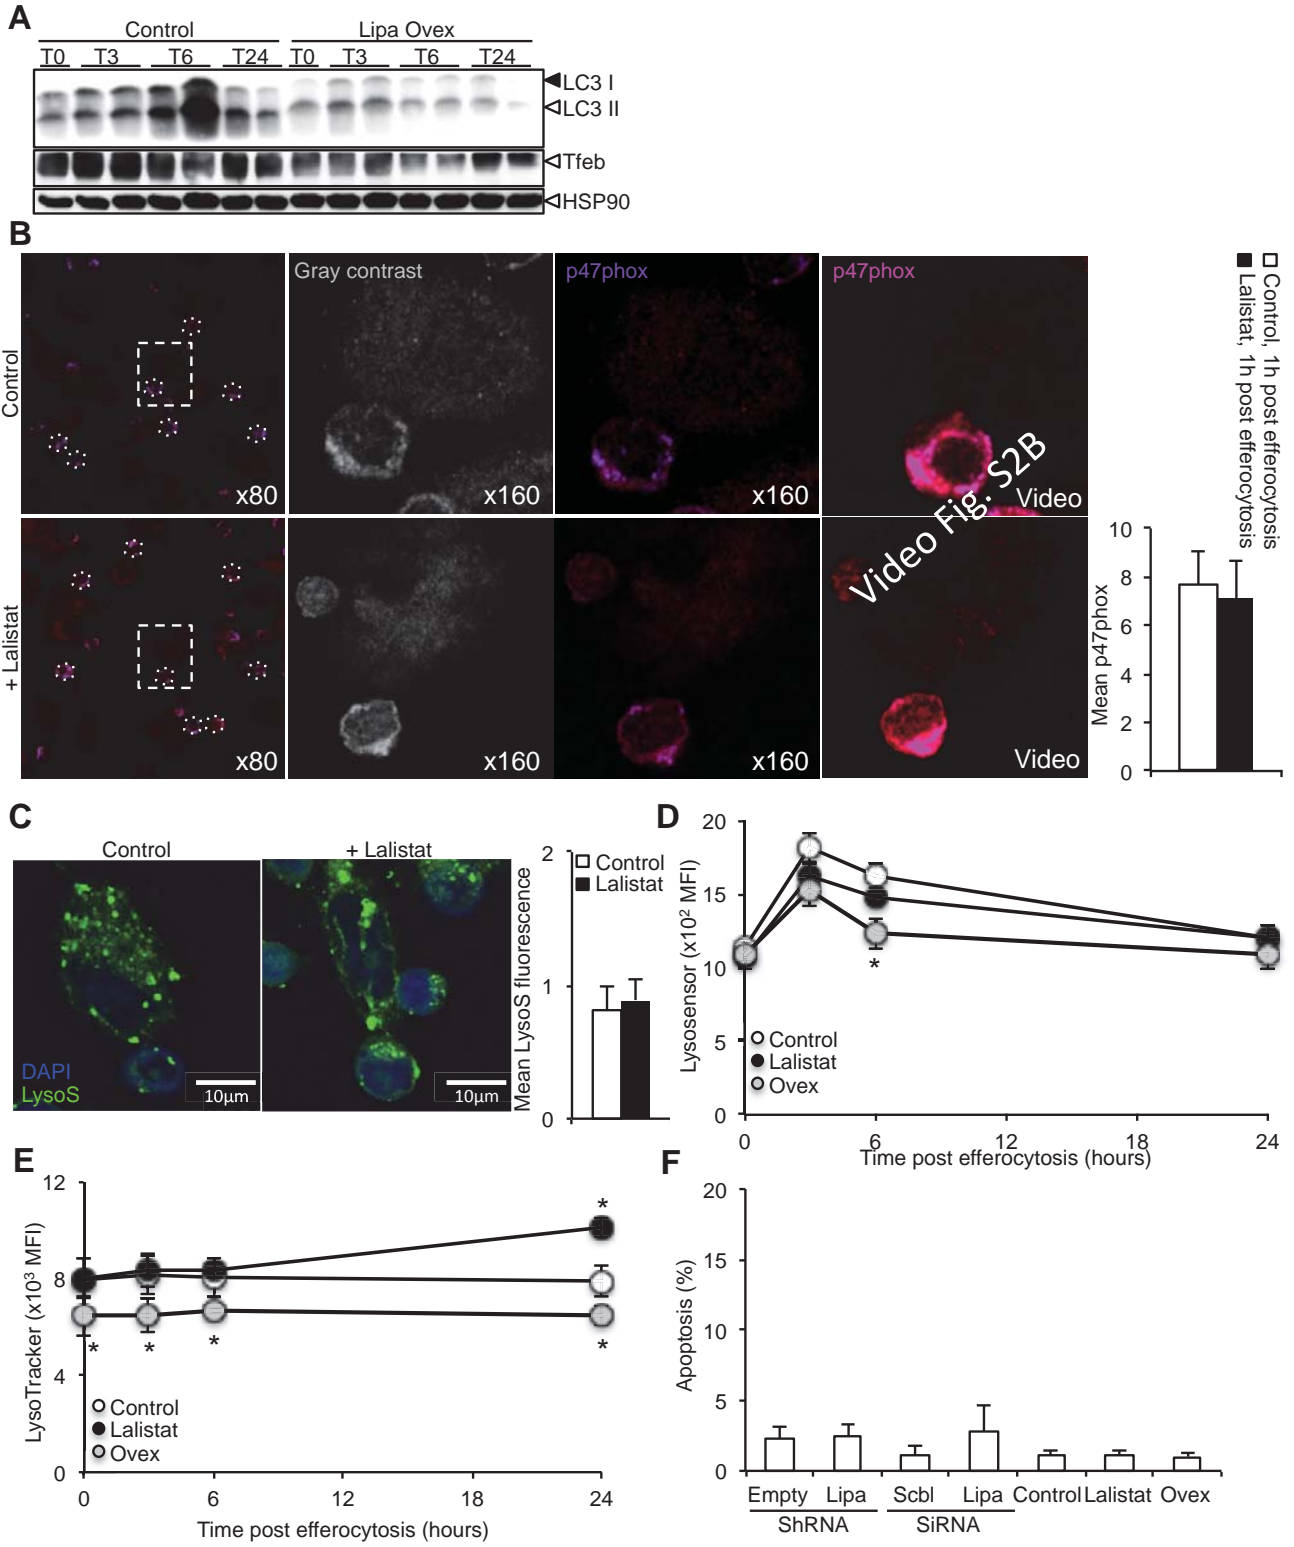 A
Control Lipa Ovex
T0 T3 T6 T24 T0 T3 T6 T24
LC3 I
LC3 II
Tfeb
HSP90
B
Control
Gray contrast
p47phox
p47phox
x80
x160
x160
Video
+ Lalistat
x80
x160
x160
Video
Video Fig. S2B
Control, 1h post efferocytosis
Lalistat, 1h post efferocytosis
Mean p47phox
10
8
6
4
2
0
C
Control
+ Lalistat
DAPI
LysoS
10µm
10µm
Mean LysoS fluorescence
2
1
0
Control
Lalistat
D
Lysosensor (x10² MFI)
20
15
10
5
0
*
Control
Lalistat
Ovex
0 6 12 18 24
Time post efferocytosis (hours)
E
LysoTracker (x10³ MFI)
12
8
4
0
*
* * * *
Control
Lalistat
Ovex
0 6 12 18 24
Time post efferocytosis (hours)
F
Apoptosis (%)
20
15
10
5
0
Empty Lipa Scbl Lipa Control Lalistat Ovex
ShRNA SiRNA